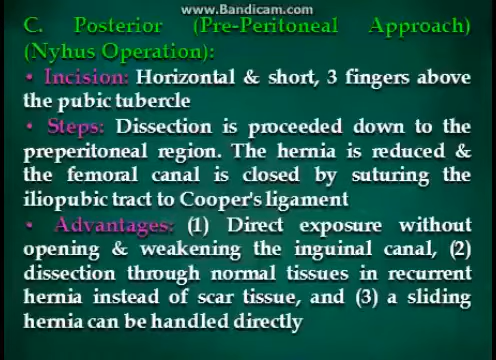 www.Bandicam.com
C. Posterior (Pre-Peritoneal Approach)
(Nyhus Operation):
• Incision: Horizontal & short, 3 fingers above
the pubic tubercle
• Steps: Dissection is proceeded down to the
preperitoneal region. The hernia is reduced &
the femoral canal is closed by suturing the
iliopubic tract to Cooper's ligament
• Advantages: (1) Direct exposure without
opening & weakening the inguinal canal, (2)
dissection through normal tissues in recurrent
hernia instead of scar tissue, and (3) a sliding
hernia can be handled directly